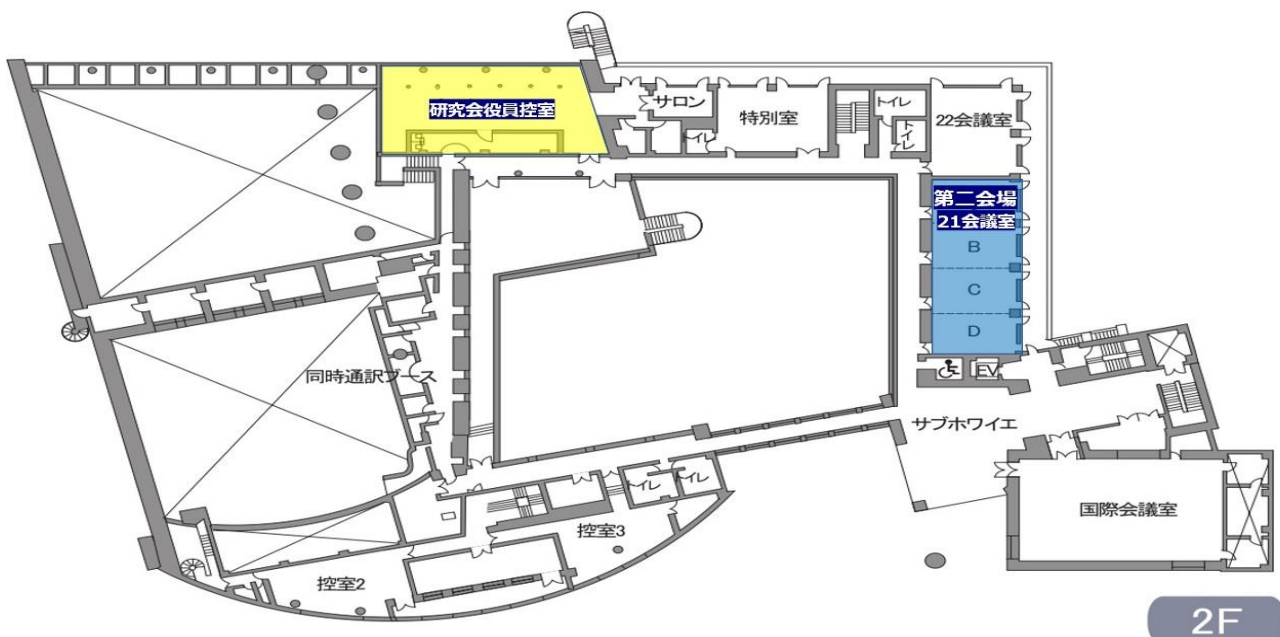 研究会役員控室
サロン
トイレ
特別室
トイレ
トイレ
22会議室
第二会場
21会議室
B
C
D
EV
同時通訳ブース
サブホワイエ
トイレ
トイレ
国際会議室
控室3
控室2
2F